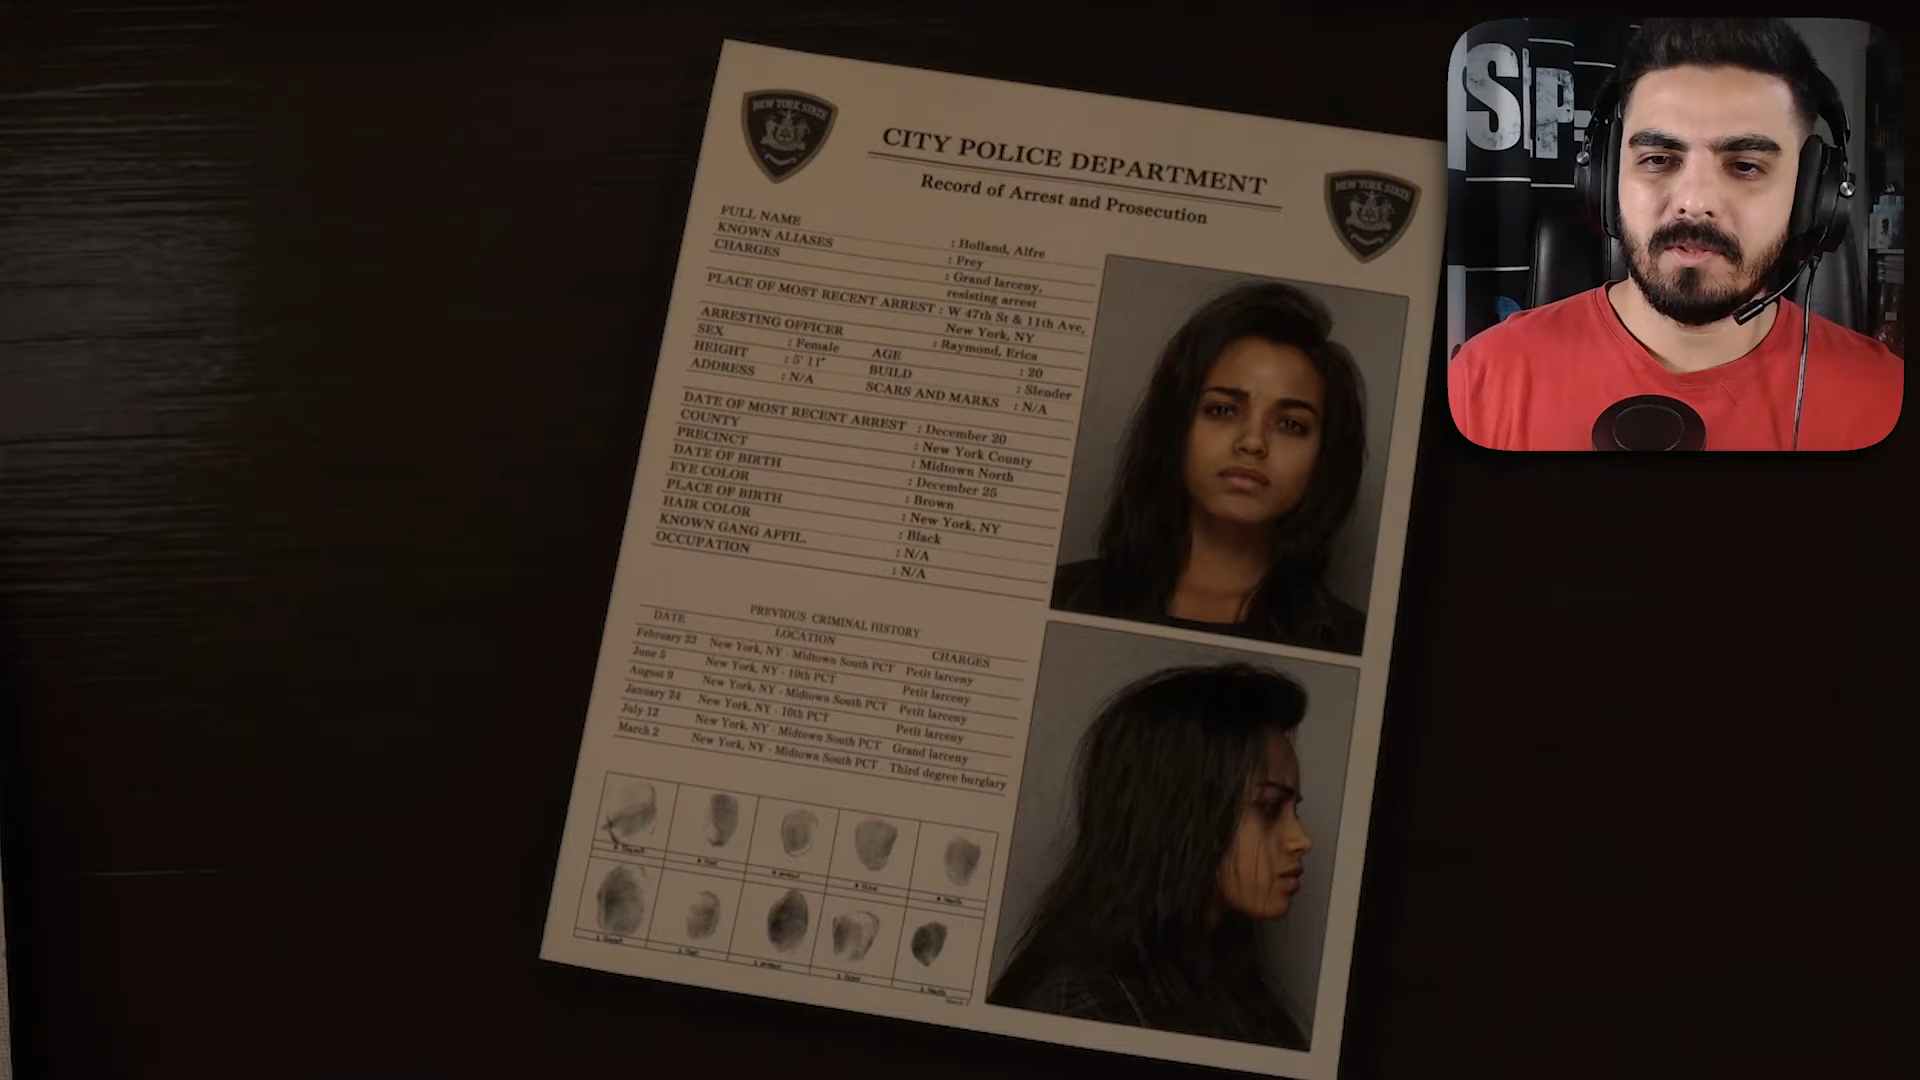 NEW YORK STATE
CITY POLICE DEPARTMENT
NEW YORK STATE
Record of Arrest and Prosecution
FULL NAME : Holland, Alfre
KNOWN ALIASES : Frey
CHARGES : Grand larceny,
resisting arrest
PLACE OF MOST RECENT ARREST : W 47th St & 11th Ave,
New York, NY
ARRESTING OFFICER : Raymond, Erica
SEX : Female AGE : 20
HEIGHT : 5' 11" BUILD : Slender
ADDRESS : N/A SCARS AND MARKS : N/A
DATE OF MOST RECENT ARREST : December 20
COUNTY : New York County
PRECINCT : Midtown North
DATE OF BIRTH : December 25
EYE COLOR : Brown
PLACE OF BIRTH : New York, NY
HAIR COLOR : Black
KNOWN GANG AFFIL. : N/A
OCCUPATION : N/A
PREVIOUS CRIMINAL HISTORY
DATE LOCATION CHARGES
February 23 New York, NY - Midtown South PCT Petit larceny
June 5 New York, NY - 10th PCT Petit larceny
August 9 New York, NY - Midtown South PCT Petit larceny
January 24 New York, NY - 10th PCT Petit larceny
July 12 New York, NY - Midtown South PCT Grand larceny
March 2 New York, NY - Midtown South PCT Third degree burglary
SP